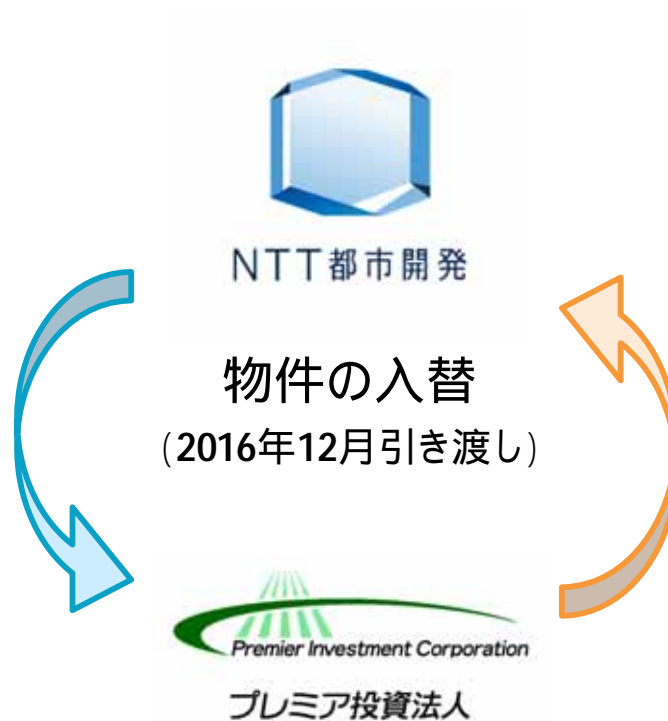 NTT都市開発
物件の入替
(2016年12月引き渡し)
Premier Investment Corporation
プレミア投資法人